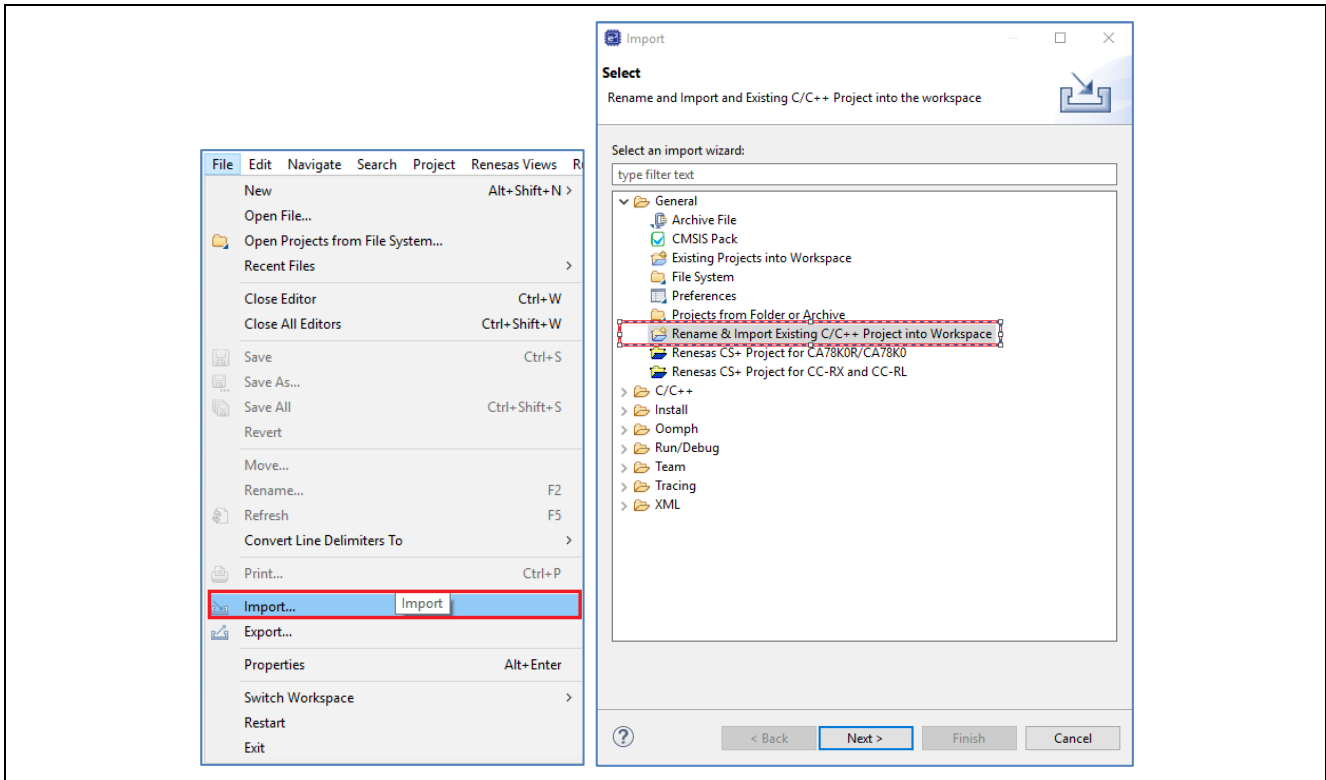 File Edit Navigate Search Project Renesas Views
New Alt+Shift+N >
Open File...
Open Projects from File System...
Recent Files >
Close Editor Ctrl+W
Close All Editors Ctrl+Shift+W
Save Ctrl+S
Save As...
Save All Ctrl+Shift+S
Revert
Move...
Rename... F2
Refresh F5
Convert Line Delimiters To >
Print... Ctrl+P
Import... Import
Export...
Properties Alt+Enter
Switch Workspace >
Restart
Exit
Import
Select
Rename and Import and Existing C/C++ Project into the workspace
Select an import wizard:
type filter text
General
Archive File
CMSIS Pack
Existing Projects into Workspace
File System
Preferences
Projects from Folder or Archive
Rename & Import Existing C/C++ Project into Workspace
Renesas CS+ Project for CA78K0R/CA78K0
Renesas CS+ Project for CC-RX and CC-RL
> C/C++
> Install
> Oomph
> Run/Debug
> Team
> Tracing
> XML
? < Back Next > Finish Cancel